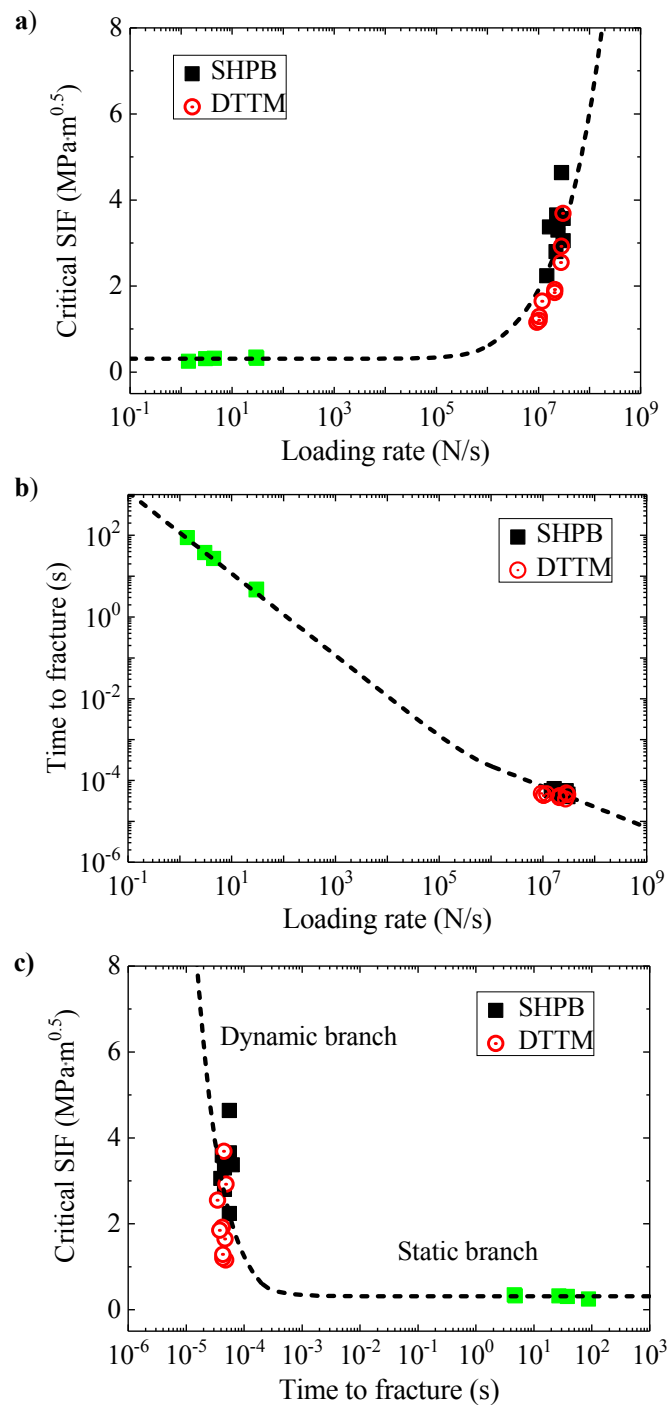 a)
8
6
4
2
0
Critical SIF (MPa·m^0.5)
SHPB
DTTM
10^-1 10^1 10^3 10^5 10^7 10^9
Loading rate (N/s)
b)
10^2
10^0
10^-2
10^-4
10^-6
Time to fracture (s)
SHPB
DTTM
10^-1 10^1 10^3 10^5 10^7 10^9
Loading rate (N/s)
c)
8
6
4
2
0
Critical SIF (MPa·m^0.5)
SHPB
DTTM
Dynamic branch
Static branch
10^-6 10^-5 10^-4 10^-3 10^-2 10^-1 10^0 10^1 10^2 10^3
Time to fracture (s)